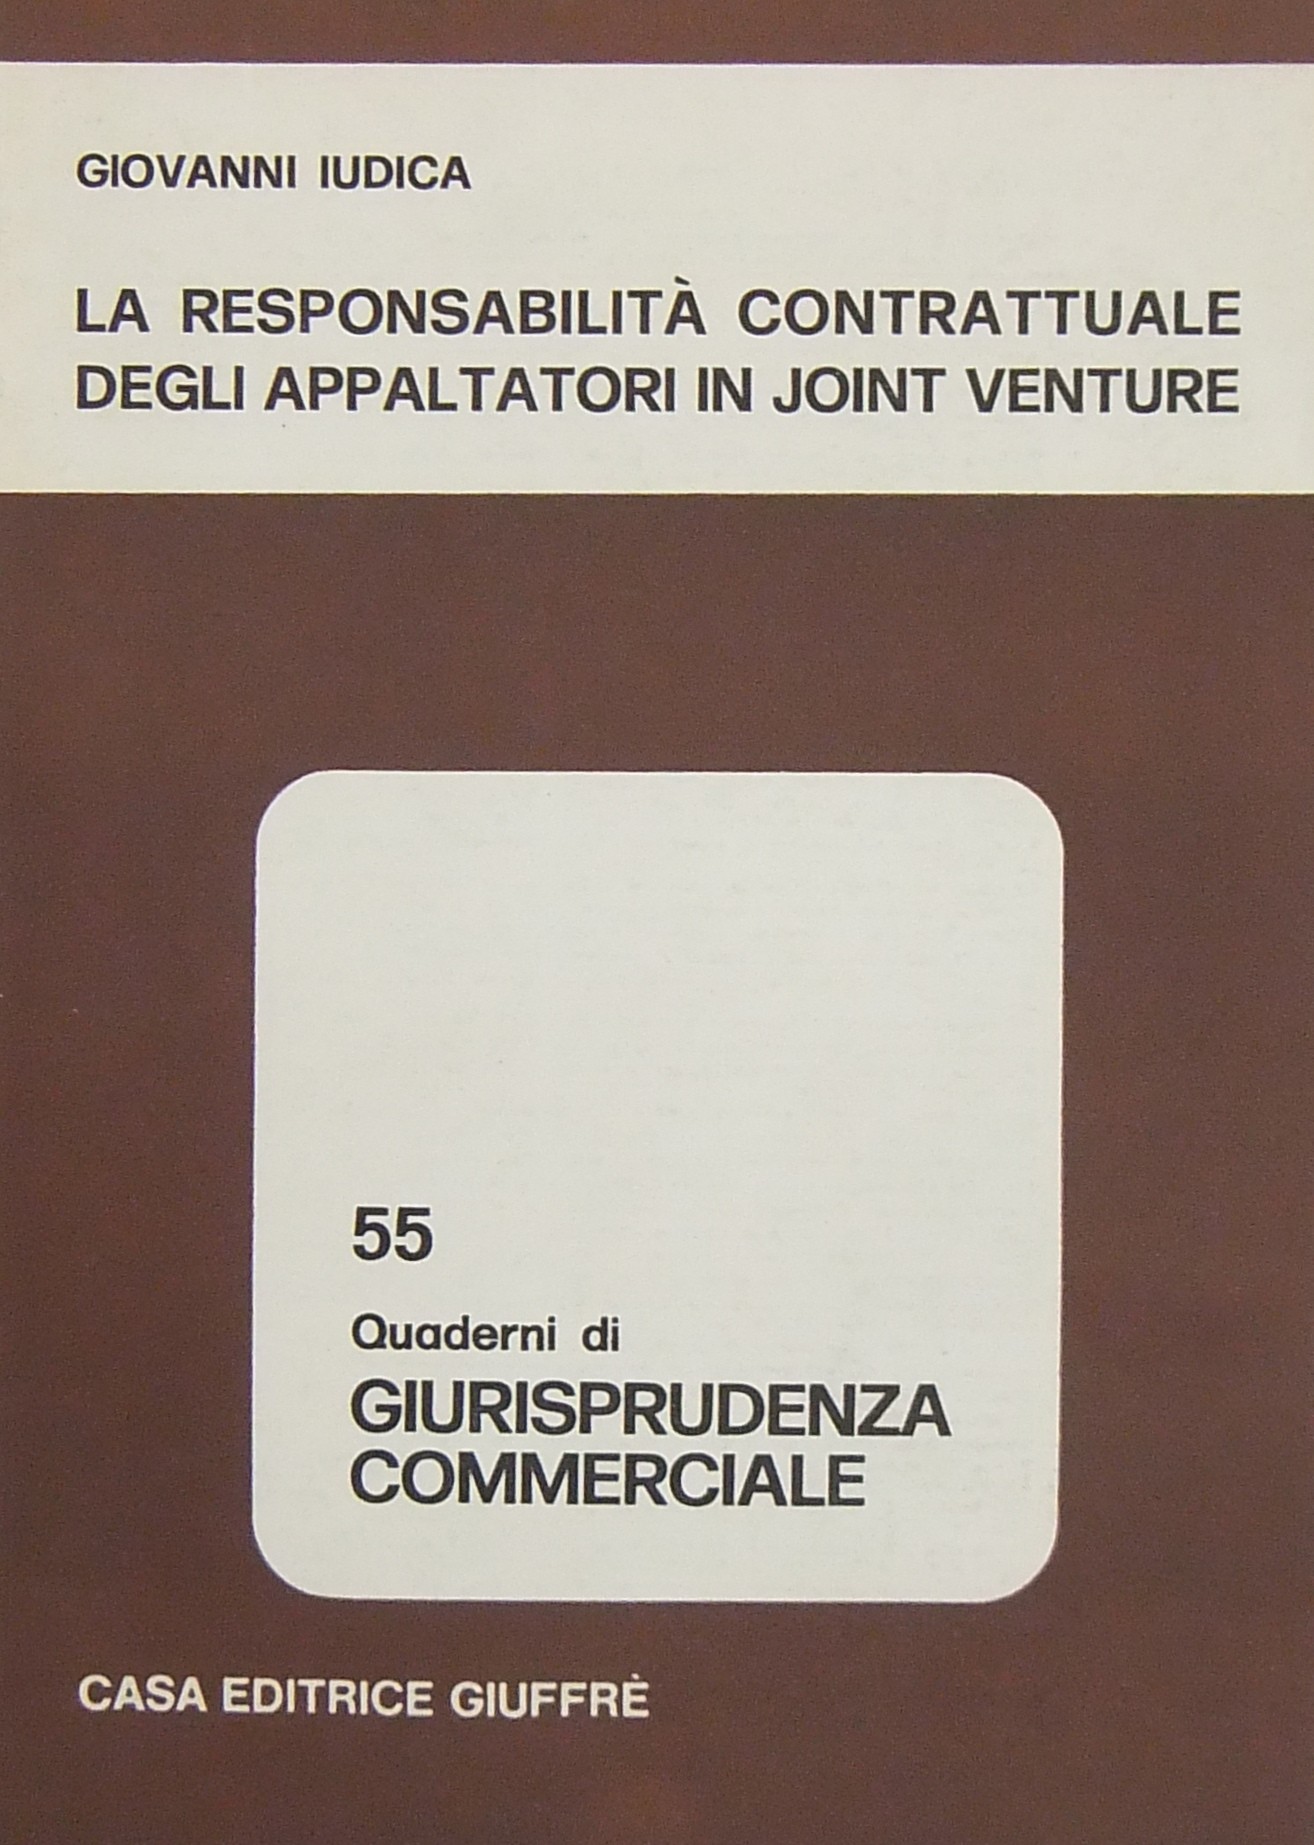 GIOVANNI IUDICA
LA RESPONSABILITÀ CONTRATTUALE
DEGLI APPALTATORI IN JOINT VENTURE
55
Quaderni di
GIURISPRUDENZA
COMMERCIALE
CASA EDITRICE GIUFFRÈ